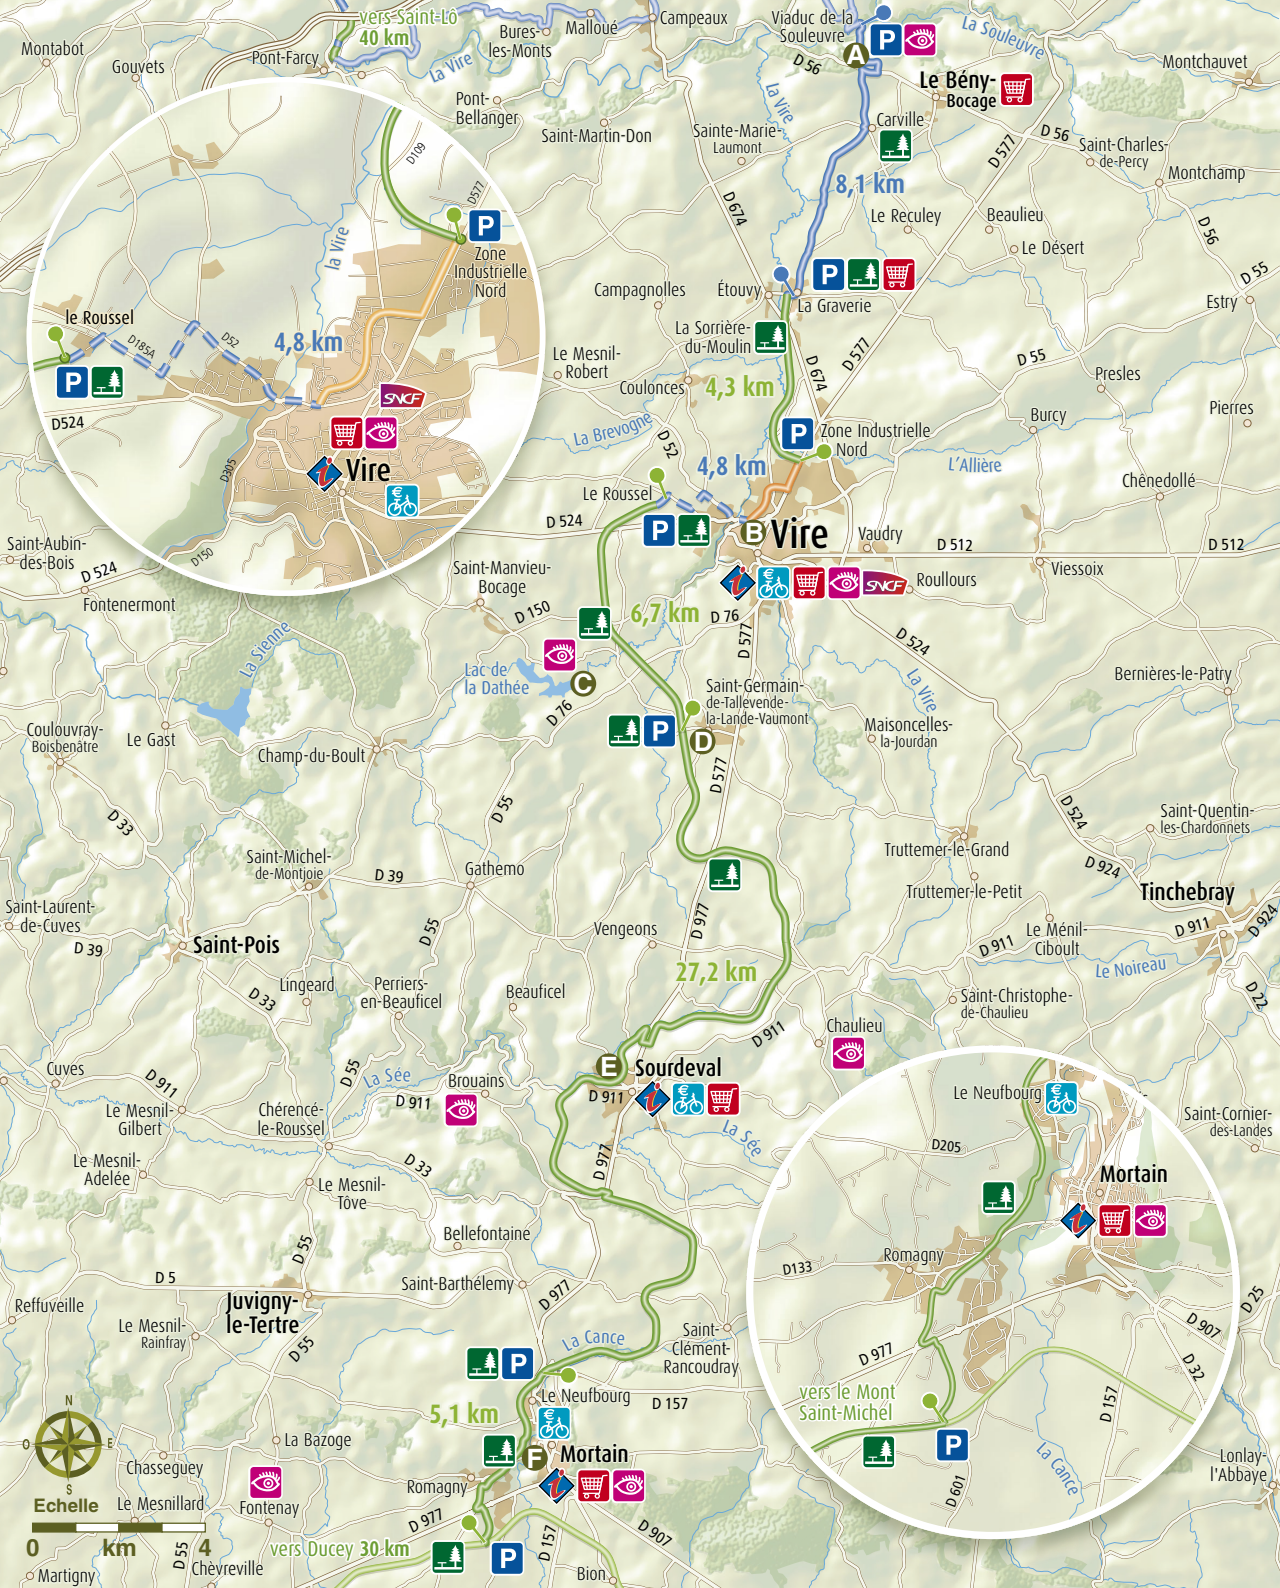 vers Saint-Lô
40 km
Montabot
Gouvets
Pont-Farcy
La Vire
Bures-
les-Monts
Malloué
Campeaux
Viaduc de la
Souleuvre
A
P
La Souleuvre
D 56
Le Bény-
Bocage
Montchauvet
Pont-
Bellanger
Saint-Martin-Don
La Vire
Sainte-Marie-
Laumont
Carville
D 577
D 56
Saint-Charles-
de-Percy
Montchamp
8,1 km
D 674
Le Reculey
Beaulieu
Le Désert
D 56
D 55
Estry
Campagnolles
Étouvy
P
La Graverie
La Sorrière-
du-Moulin
D 674
D 577
D 55
Le Mesnil-
Robert
Coulonces
4,3 km
Presles
Pierres
Burcy
La Brevogne
D 52
P
Zone Industrielle
Nord
L'Allière
Chênedollé
4,8 km
Le Roussel
P
D 524
B
Vire
Vaudry
D 512
D 512
Viessoix
€
SNCF
Roullours
i
D109
D577
P
Zone
Industrielle
Nord
la Vire
le Roussel
D185A
D52
4,8 km
P
D524
SNCF
D305
i
Vire
€
D150
Saint-Aubin-
des-Bois
D 524
Fontenermont
Saint-Manvieu-
Bocage
D 150
6,7 km
D 76
D 577
D 524
La Sienne
Lac de
la Dathée
C
D 76
La Vire
Bernières-le-Patry
Saint-Germain-
de-Tallevende-
la-Lande-Vaumont
P
D
Maisoncelles-
la-Jourdan
Coulouvray-
Boisbenâtre
Le Gast
Champ-du-Boult
D 577
D 33
D 55
D 524
Saint-Quentin-
les-Chardonnets
Saint-Michel-
de-Montjoie
D 39
Gathemo
Truttemer-le-Grand
D 924
Truttemer-le-Petit
Tinchebray
Saint-Laurent-
de-Cuves
D 39
Saint-Pois
D 55
Vengeons
D 977
Le Ménil-
Ciboult
D 911
D 911
D 924
Le Noireau
D 22
27,2 km
D 33
Lingeard
Perriers-
en-Beauficel
Beauficel
Saint-Christophe-
de-Chaulieu
D 911
Chaulieu
Cuves
D 911
D 55
La Sée
Brouains
D 911
E
Sourdeval
D 911
i
€
La Sée
Le Mesnil-
Gilbert
Chérencé-
le-Roussel
Saint-Cornier-
des-Landes
Le Mesnil-
Adelée
D 33
D 977
Le Mesnil-
Tôve
Bellefontaine
D 55
D 5
Saint-Barthélemy
D 977
Reffuveille
Juvigny-
le-Tertre
Le Mesnil-
Rainfray
D 55
La Cance
Saint-
Clément-
Rancoudray
P
Le Neufbourg
D 157
5,1 km
€
F
Mortain
i
Romagny
La Bazoge
Chasseguey
Fontenay
Le Mesnillard
D 977
vers Ducey 30 km
P
D 157
D 907
Bion
D 55
Chèvreville
Martigny
N
O
E
S
Echelle
0
km
4
Le Neufbourg
€
D205
Mortain
i
Romagny
D133
D 977
vers le Mont
Saint-Michel
P
D601
La Cance
D 157
D 32
D 907
D 25
Lonlay-
l'Abbaye